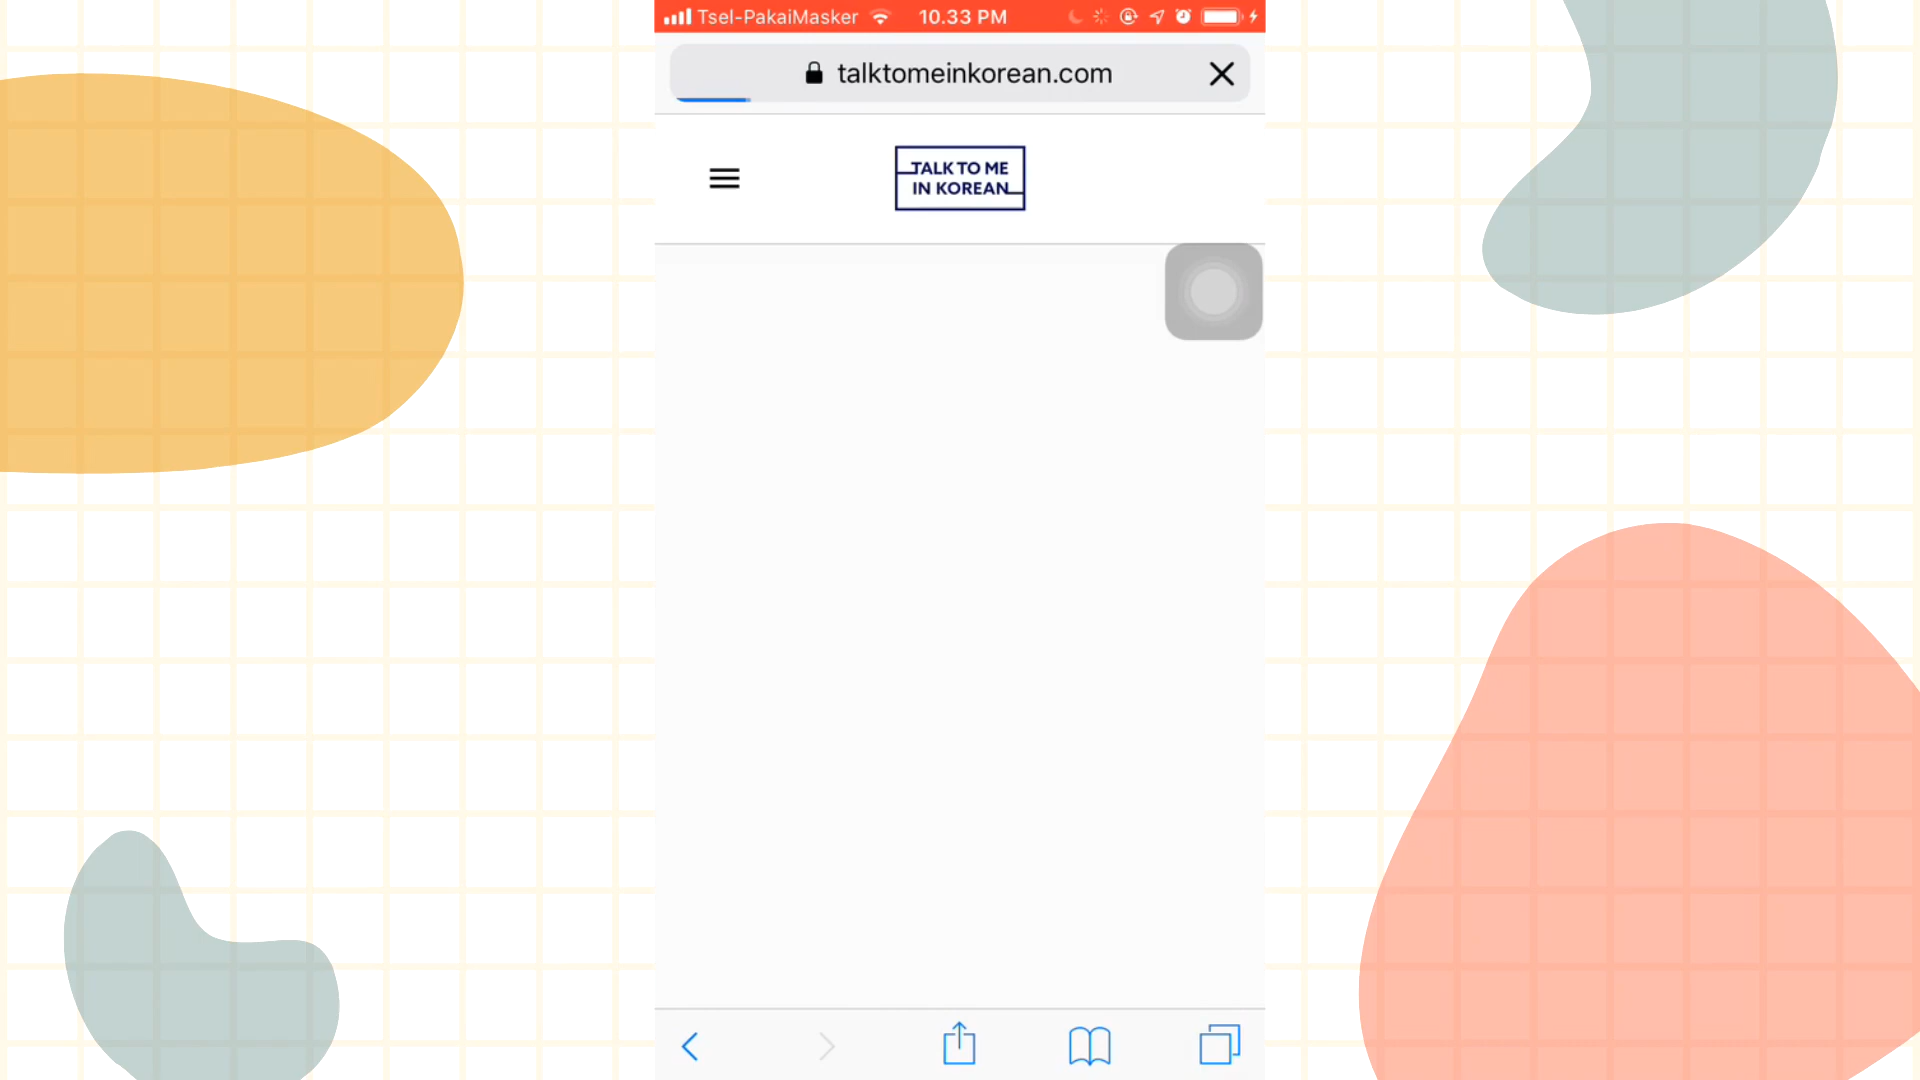 Tsel-PakaiMasker 10.33 PM
talktomeinkorean.com
TALK TO ME
IN KOREAN